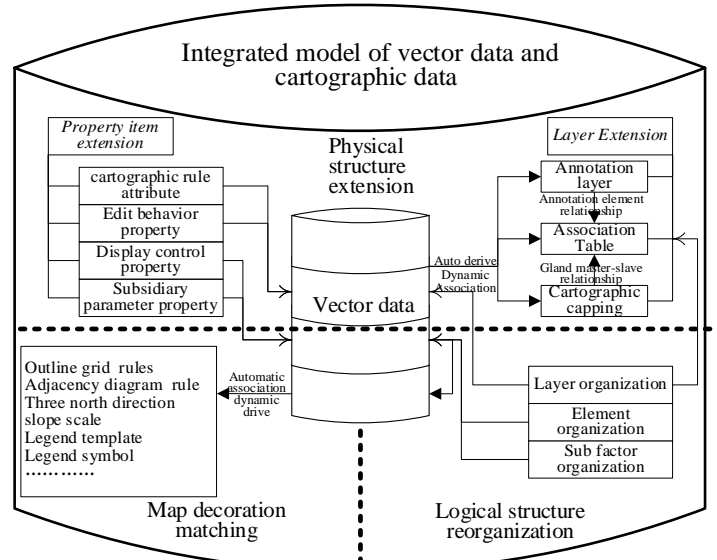 Integrated model of vector data and
cartographic data
Property item
extension
cartographic rule
attribute
Edit behavior
property
Display control
property
Subsidiary
parameter property
Physical
structure
extension
Vector data
Layer Extension
Annotation
layer
Annotation element
relationship
Association
Table
Gland master-slave
relationship
Cartographic
capping
Auto derive
Dynamic
Association
Outline grid rules
Adjacency diagram rule
Three north direction
slope scale
Legend template
Legend symbol
…………
Automatic
association
dynamic
drive
Layer organization
Element
organization
Sub factor
organization
Map decoration
matching
Logical structure
reorganization